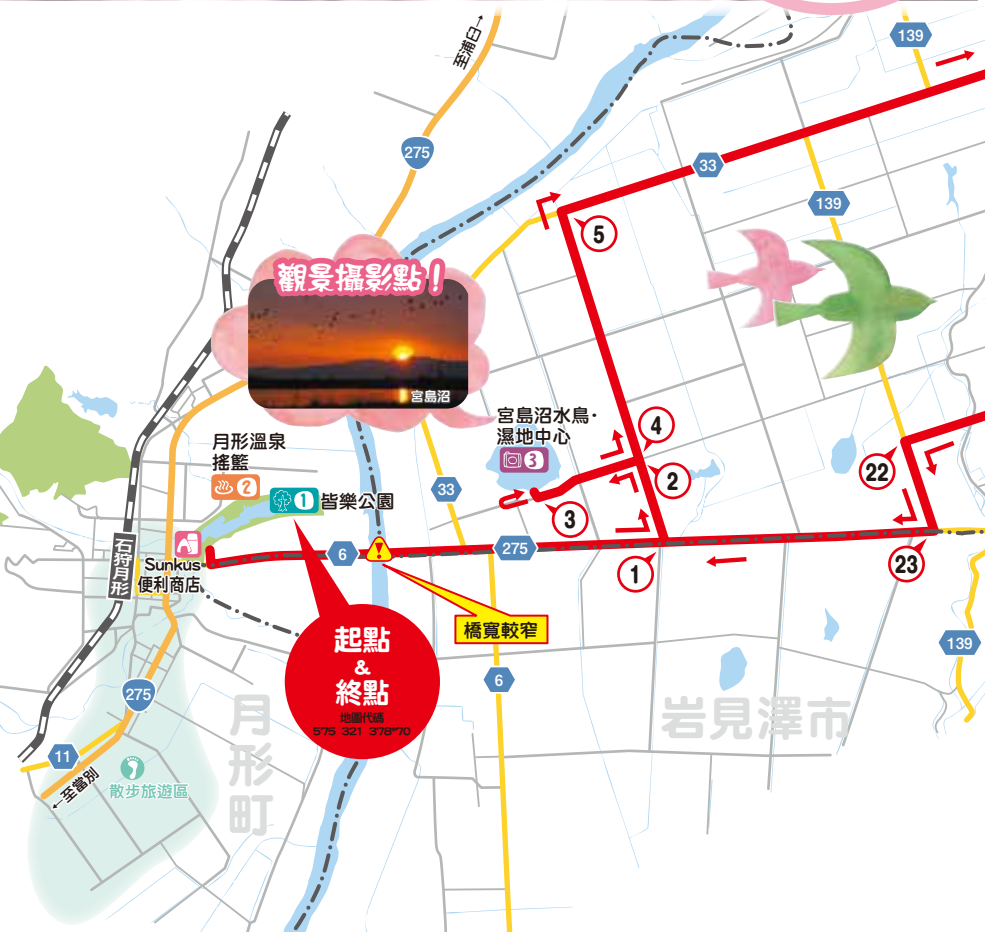 至浦臼→
139
275
33
139
5
觀景攝影點！
宮島沼
宮島沼水鳥·
濕地中心
3
4
2
3
22
月形溫泉
搖籃
2
1
皆樂公園
33
石狩月形
Sunkus
便利商店
6
275
1
23
橋寬較窄
起點
&
終點
地圖代碼
575 321 378*70
139
6
275
11
←至當別
散步旅遊區
月形町
岩見澤市